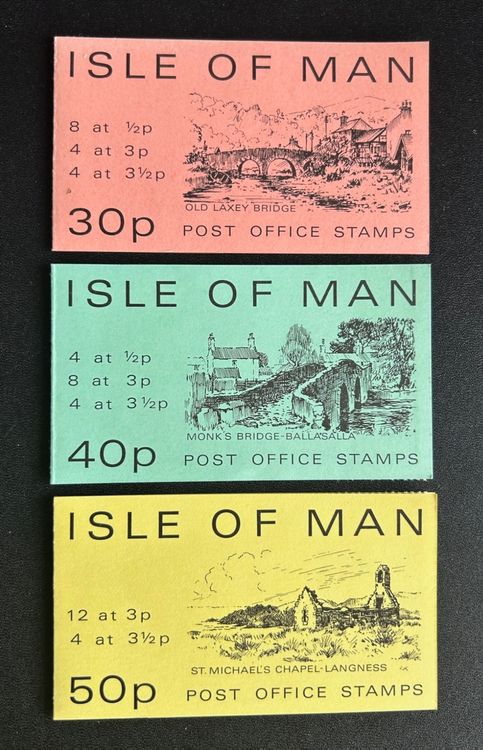 ISLE OF MAN
8 at ½p
4 at 3p
4 at 3½p
OLD LAXEY BRIDGE
30p POST OFFICE STAMPS
ISLE OF MAN
4 at ½p
8 at 3p
4 at 3½p
MONK'S BRIDGE-BALLASALLA
40p POST OFFICE STAMPS
ISLE OF MAN
12 at 3p
4 at 3½p
ST. MICHAEL'S CHAPEL-LANGNESS
50p POST OFFICE STAMPS